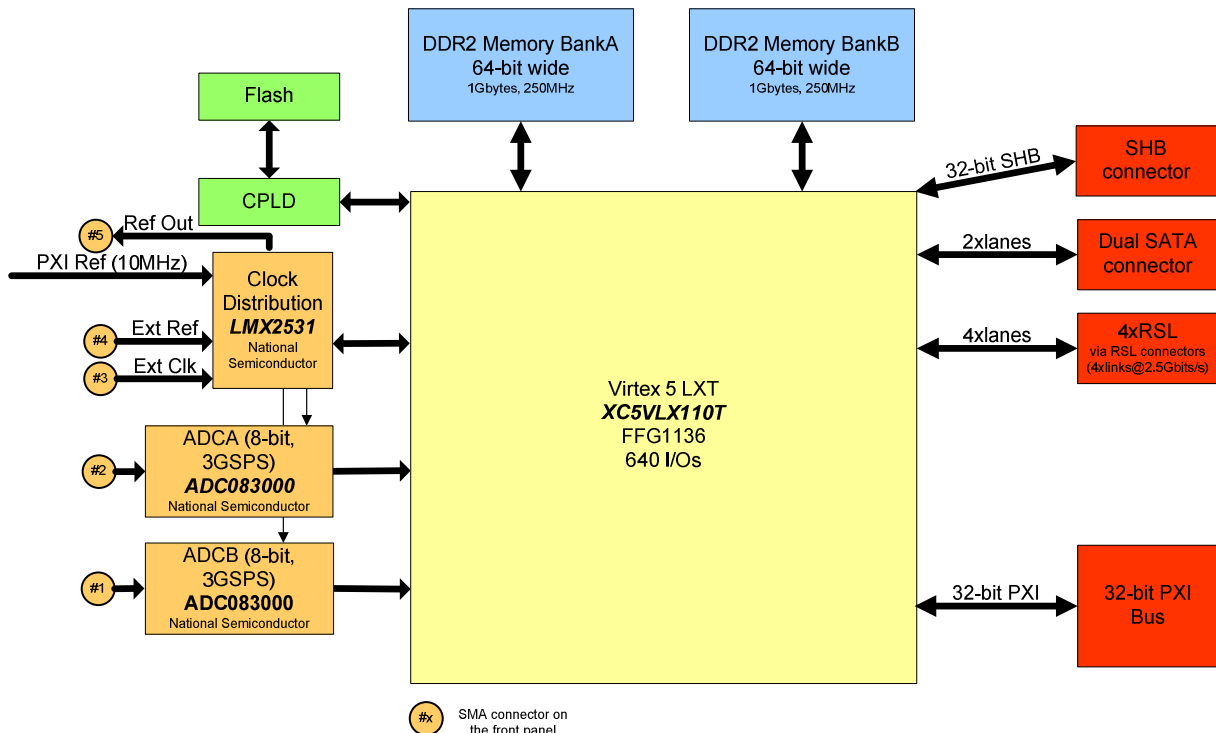 DDR2 Memory BankA
64-bit wide
1Gbytes, 250MHz
DDR2 Memory BankB
64-bit wide
1Gbytes, 250MHz
Flash
CPLD
32-bit SHB
SHB
connector
#5
Ref Out
PXI Ref (10MHz)
Clock
Distribution
LMX2531
National
Semiconductor
#4
Ext Ref
#3
Ext Clk
2xlanes
Dual SATA
connector
4xlanes
4xRSL
via RSL connectors
(4xlinks@2.5Gbits/s)
Virtex 5 LXT
XC5VLX110T
FFG1136
640 I/Os
#2
ADCA (8-bit,
3GSPS)
ADC083000
National Semiconductor
#1
ADCB (8-bit,
3GSPS)
ADC083000
National Semiconductor
32-bit PXI
32-bit PXI
Bus
#x
SMA connector on
the front panel